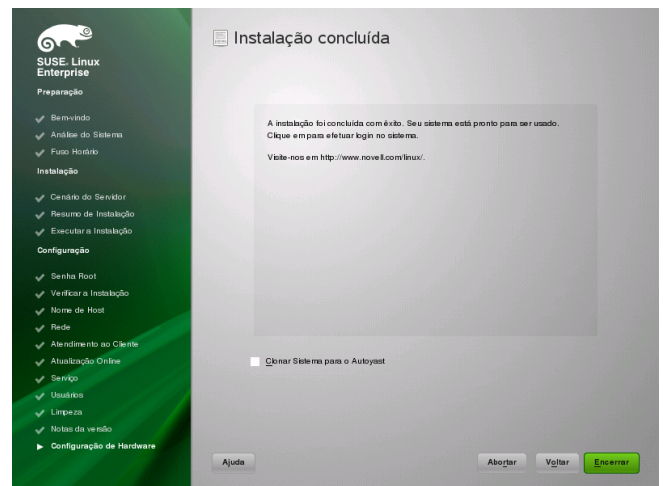 SUSE. Linux
Enterprise
Preparação
Bem-vindo
Análise do Sistema
Fuso Horário
Instalação
Cenário do Servidor
Resumo de Instalação
Executar a Instalação
Configuração
Senha Root
Verificar a Instalação
Nome de Host
Rede
Atendimento ao Cliente
Atualização Online
Serviço
Usuários
Limpeza
Notas da versão
Configuração de Hardware
Instalação concluída
A instalação foi concluída com êxito. Seu sistema está pronto para ser usado.
Clique em para efetuar login no sistema.
Visite-nos em http://www.novell.com/linux/.
Clonar Sistema para o Autoyast
Ajuda
Abortar
Voltar
Encerrar